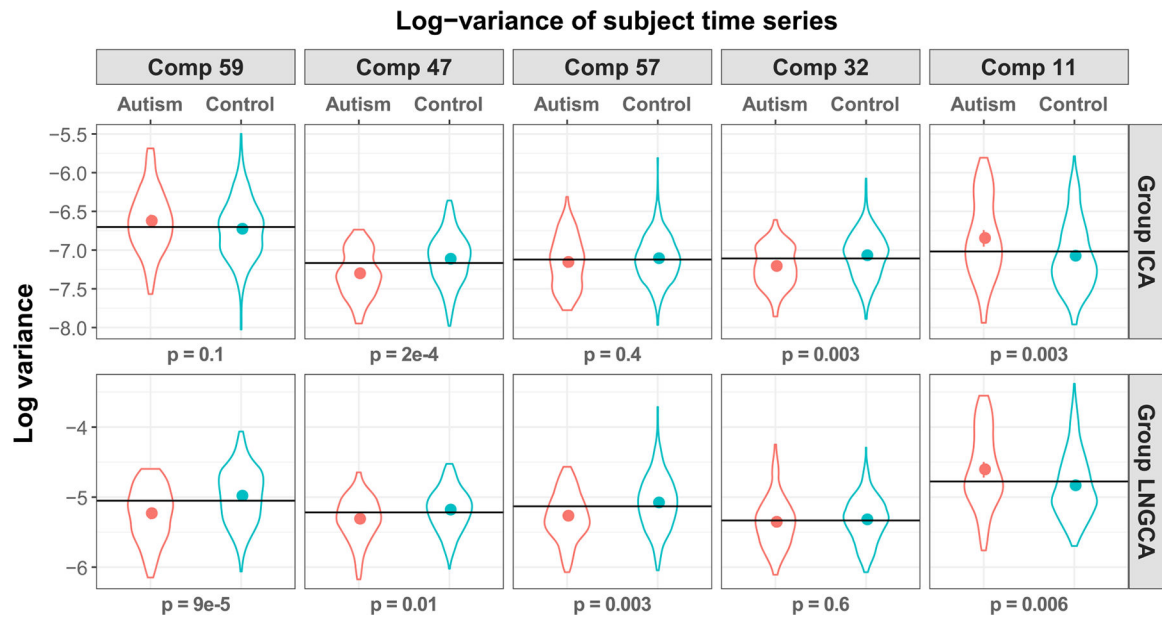 Log−variance of subject time series
Comp 59 Comp 47 Comp 57 Comp 32 Comp 11
Autism Control Autism Control Autism Control Autism Control Autism Control
Log variance
−5.5
−6.0
−6.5
−7.0
−7.5
−8.0
Group ICA
p = 0.1 p = 2e-4 p = 0.4 p = 0.003 p = 0.003
−4
−5
−6
Group LNGCA
p = 9e-5 p = 0.01 p = 0.003 p = 0.6 p = 0.006